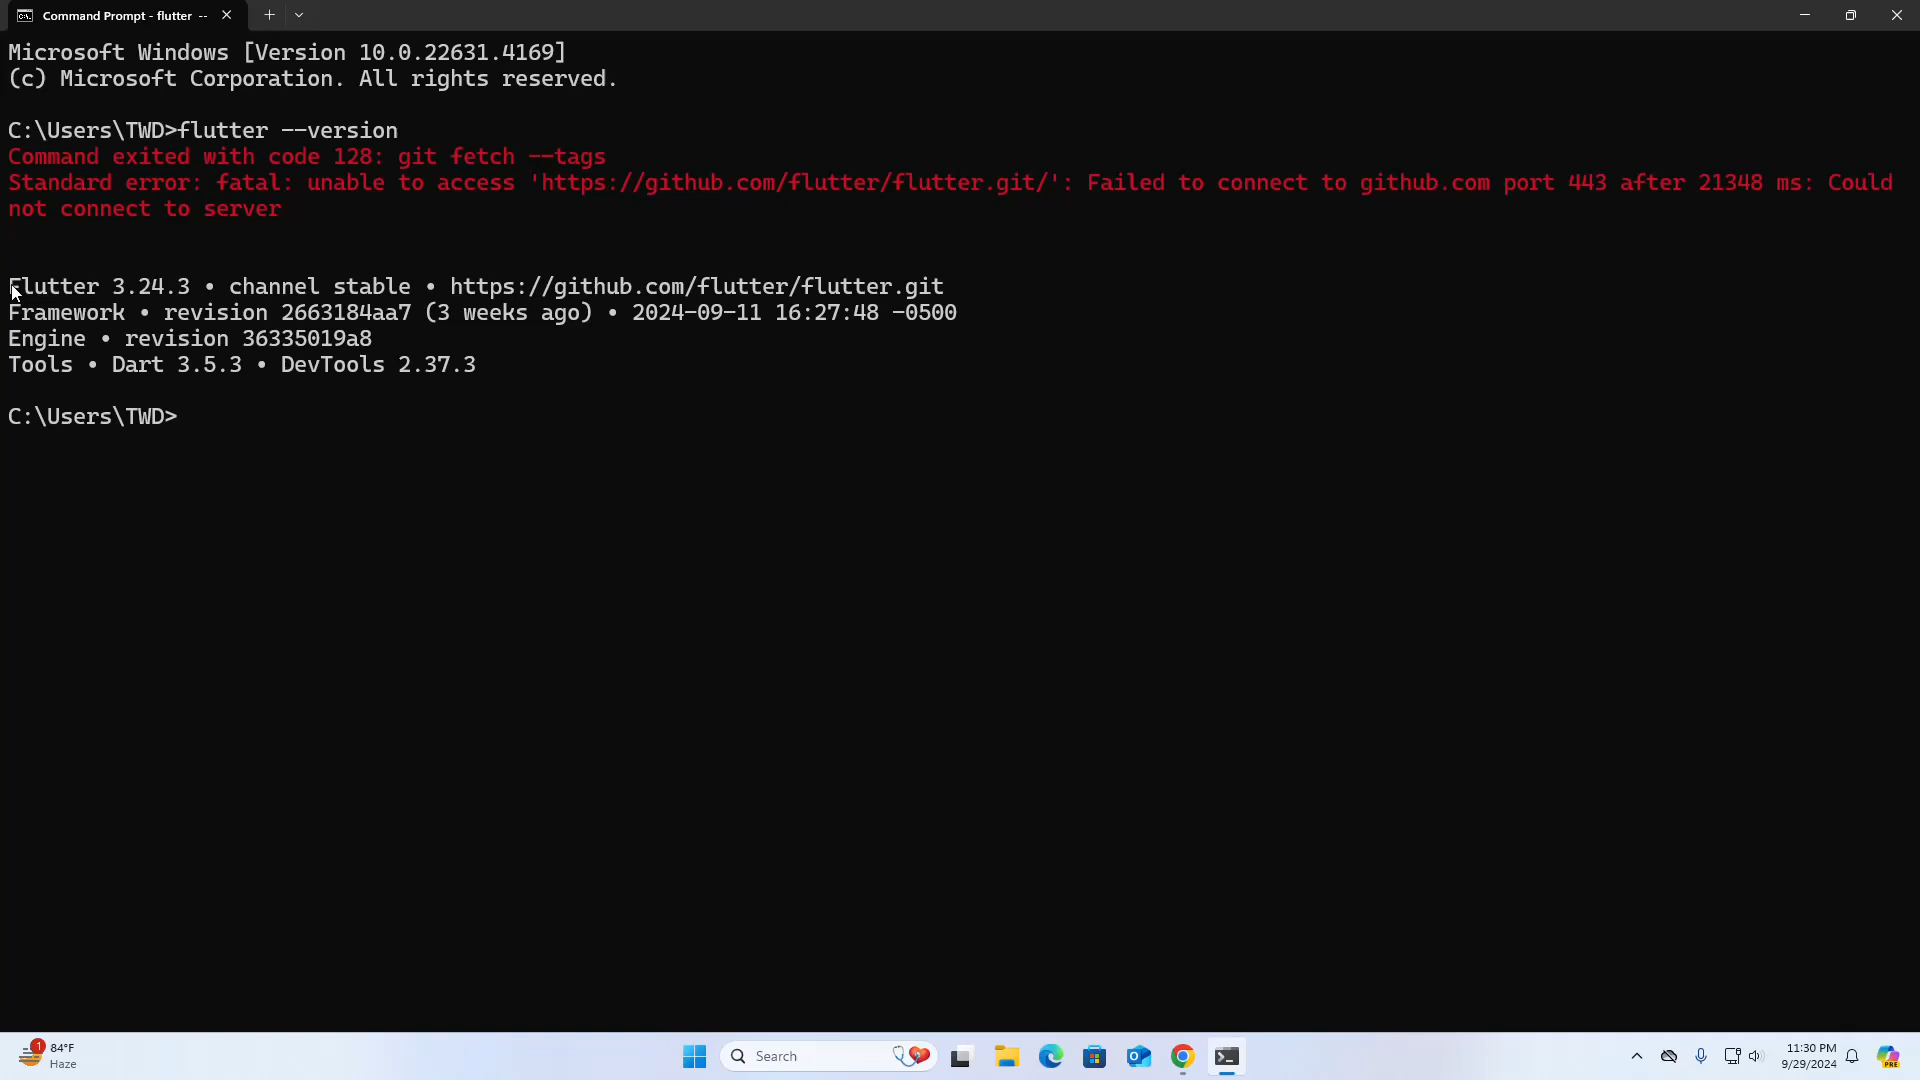 Command Prompt - flutter --
Microsoft Windows [Version 10.0.22631.4169]
(c) Microsoft Corporation. All rights reserved.
C:\Users\TWD>flutter --version
Command exited with code 128: git fetch --tags
Standard error: fatal: unable to access 'https://github.com/flutter/flutter.git/': Failed to connect to github.com port 443 after 21348 ms: Could
not connect to server
Flutter 3.24.3 • channel stable • https://github.com/flutter/flutter.git
Framework • revision 2663184aa7 (3 weeks ago) • 2024-09-11 16:27:48 -0500
Engine • revision 36335019a8
Tools • Dart 3.5.3 • DevTools 2.37.3
C:\Users\TWD>
1
84°F
Haze
Search
11:30 PM
9/29/2024
PRE